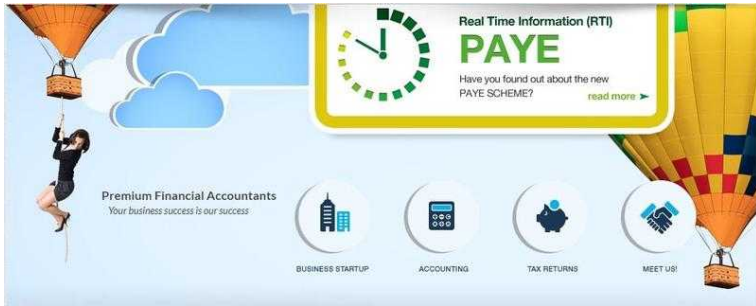 Real Time Information (RTI)
PAYE
Have you found out about the new
PAYE SCHEME?
read more
Premium Financial Accountants
Your business success is our success
BUSINESS STARTUP
ACCOUNTING
TAX RETURNS
MEET US!